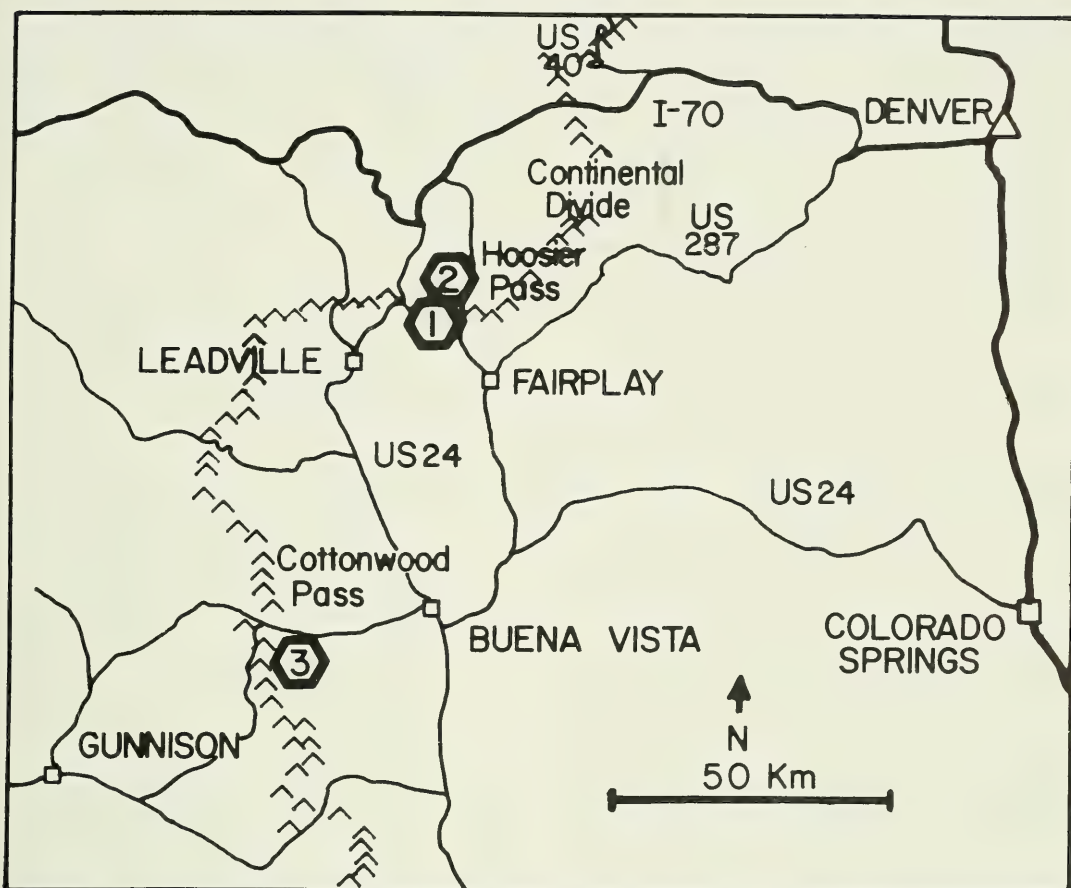 US
40
I-70
DENVER
Continental
Divide
US
287
Hoosier
Pass
2
1
LEADVILLE
FAIRPLAY
US24
US24
Cottonwood
Pass
BUENA VISTA
COLORADO
SPRINGS
3
GUNNISON
N
50 Km